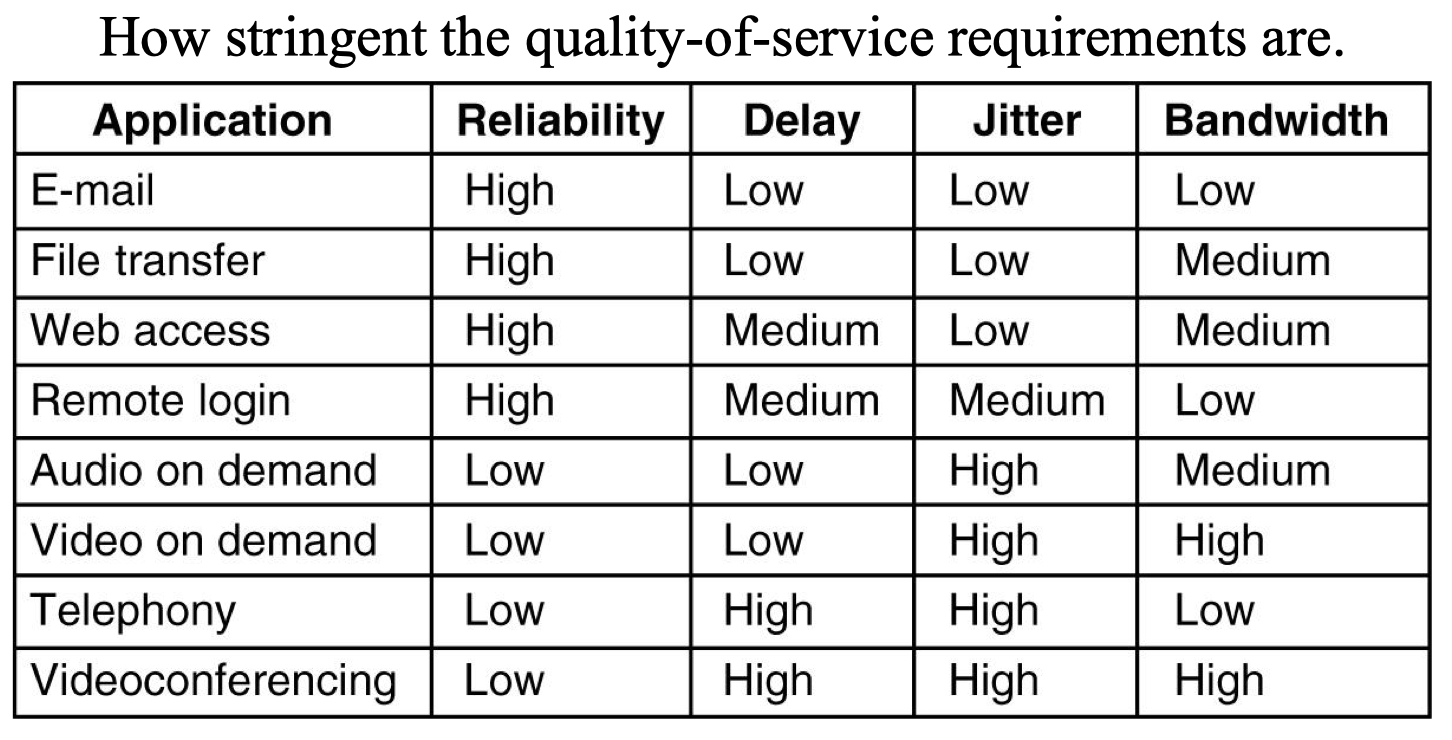 How stringent the quality-of-service requirements are.
Application Reliability Delay Jitter Bandwidth
E-mail High Low Low Low
File transfer High Low Low Medium
Web access High Medium Low Medium
Remote login High Medium Medium Low
Audio on demand Low Low High Medium
Video on demand Low Low High High
Telephony Low High High Low
Videoconferencing Low High High High